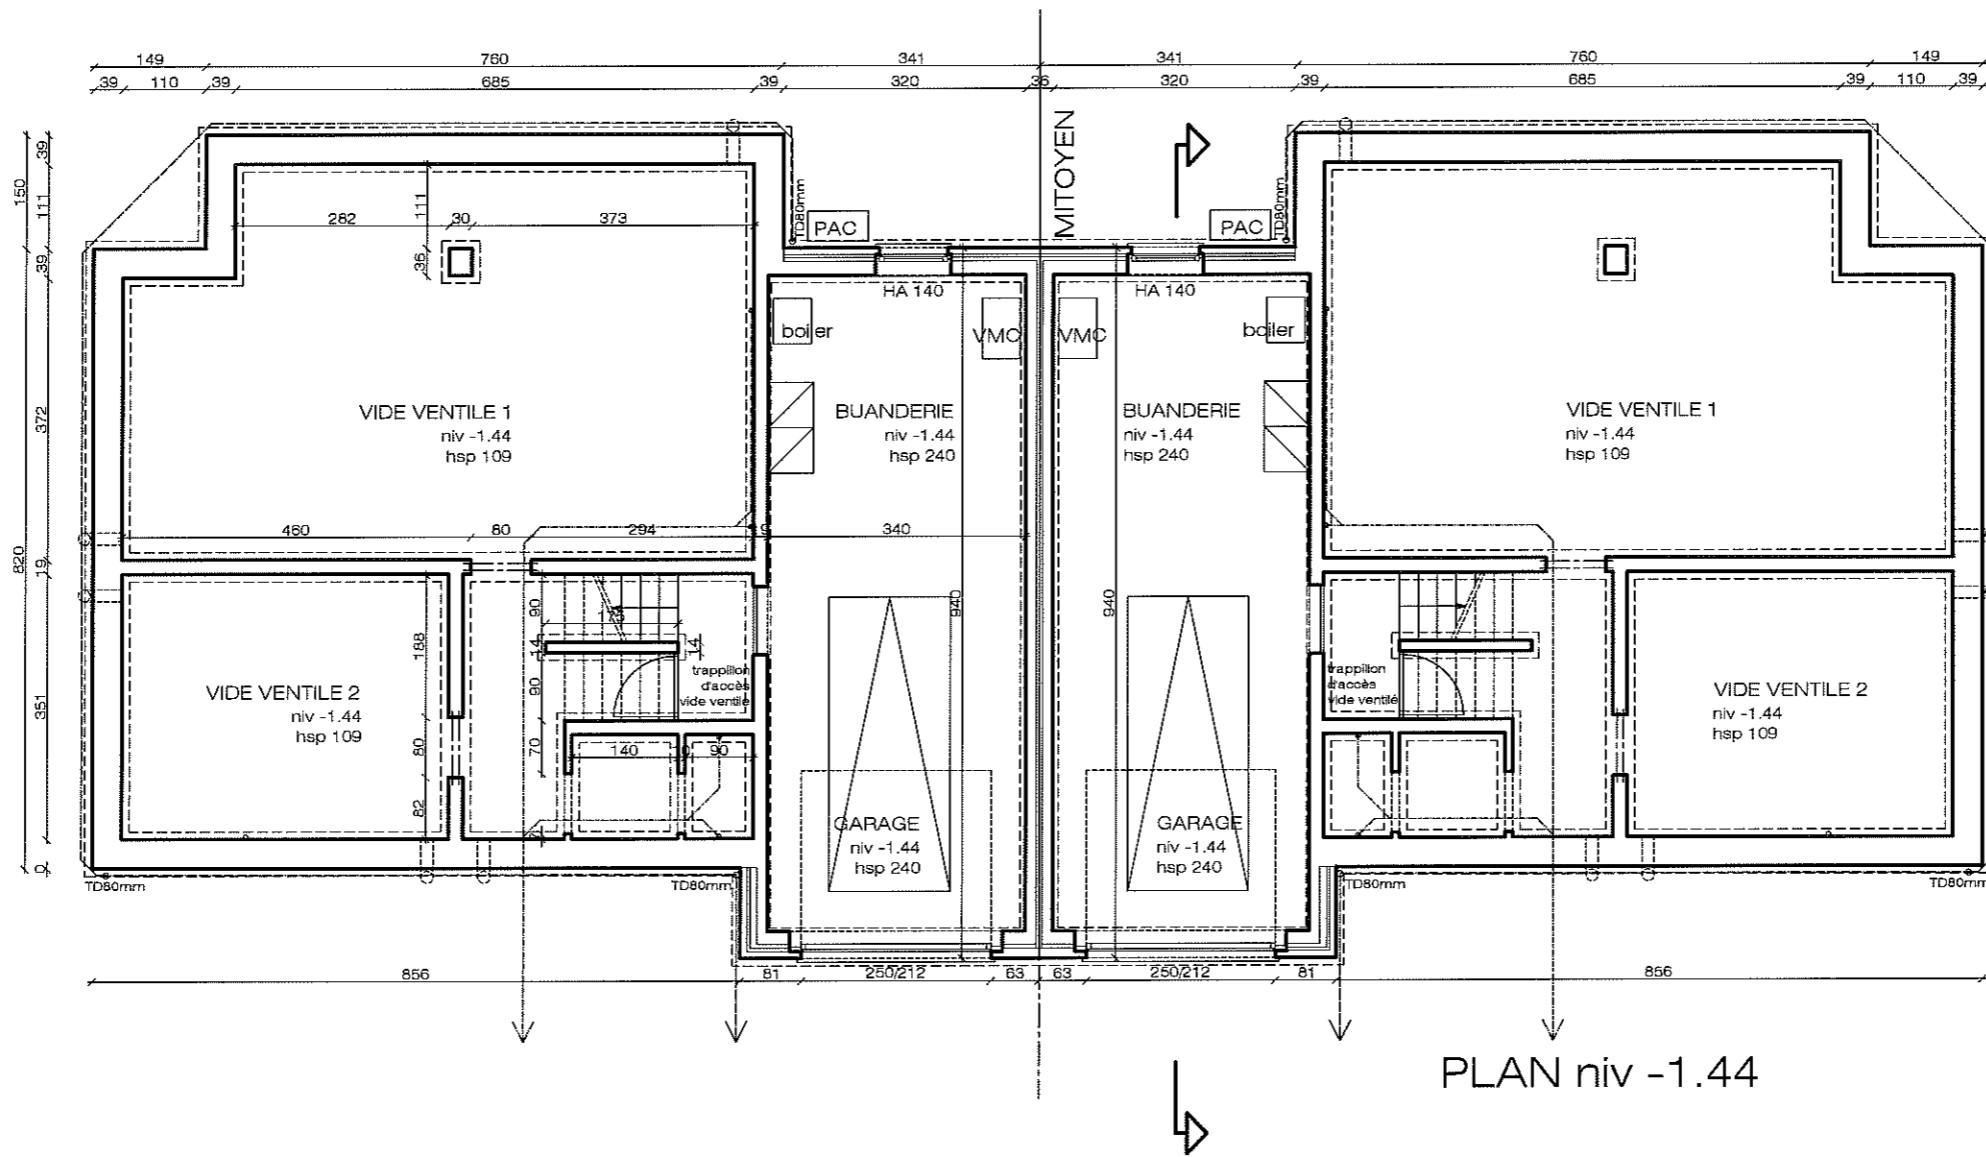 149 760 341 341 760 149
39 110 39 685 39 320 36 320 39 685 39 110 39
MITOYEN
TD80mm
TD80mm
PAC
PAC
150
39
111
39
372
820
19
351
0
282 30 373
111
36
HA 140
HA 140
boiler
VMC
VMC
boiler
VIDE VENTILE 1
niv -1.44
hsp 109
BUANDERIE
niv -1.44
hsp 240
BUANDERIE
niv -1.44
hsp 240
VIDE VENTILE 1
niv -1.44
hsp 109
460 80 294 340
940
940
90
14
90
70
14
188
80
82
trappillon
d'accès
vide ventilé
trappillon
d'accès
vide ventilé
VIDE VENTILE 2
niv -1.44
hsp 109
VIDE VENTILE 2
niv -1.44
hsp 109
140 90
GARAGE
niv -1.44
hsp 240
GARAGE
niv -1.44
hsp 240
TD80mm
TD80mm
TD80mm
TD80mm
856 81 250/212 63 63 250/212 81 856
PLAN niv -1.44